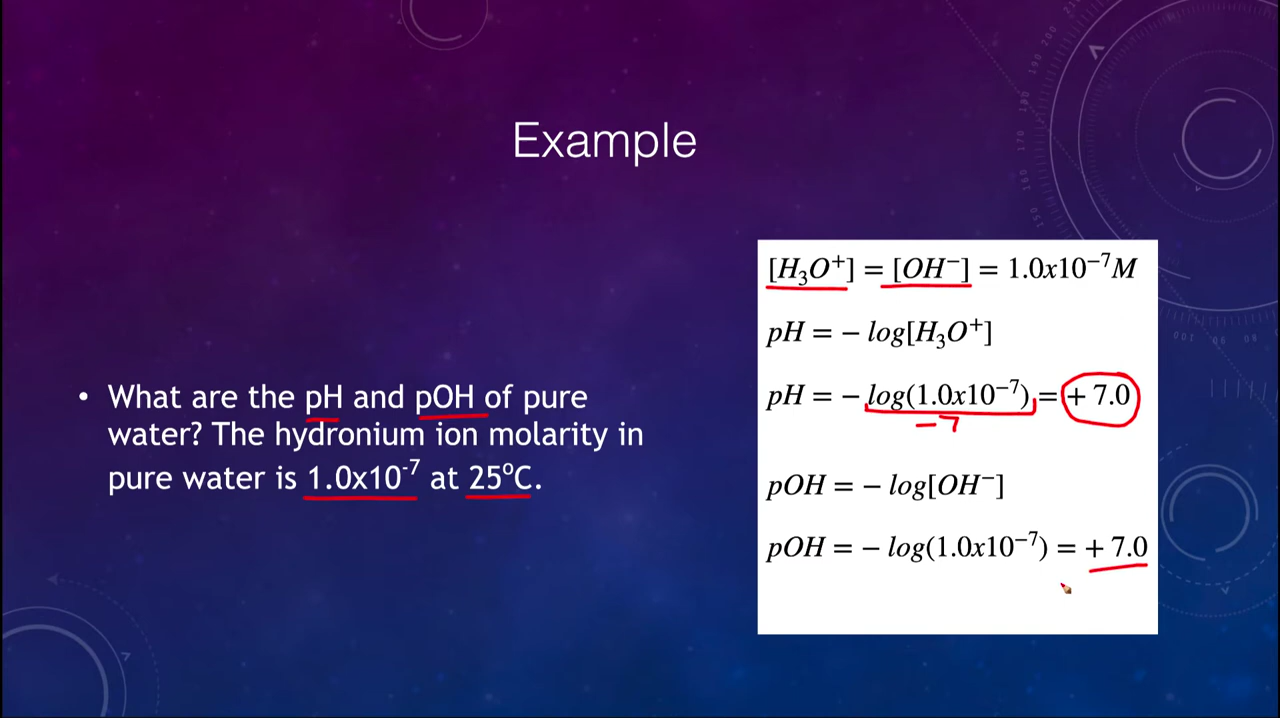 Example
• What are the pH and pOH of pure
water? The hydronium ion molarity in
pure water is 1.0x10⁻⁷ at 25ºC.
[H₃O⁺] = [OH⁻] = 1.0x10⁻⁷M
pH = − log[H₃O⁺]
pH = − log(1.0x10⁻⁷) = + 7.0
−7
pOH = − log[OH⁻]
pOH = − log(1.0x10⁻⁷) = + 7.0